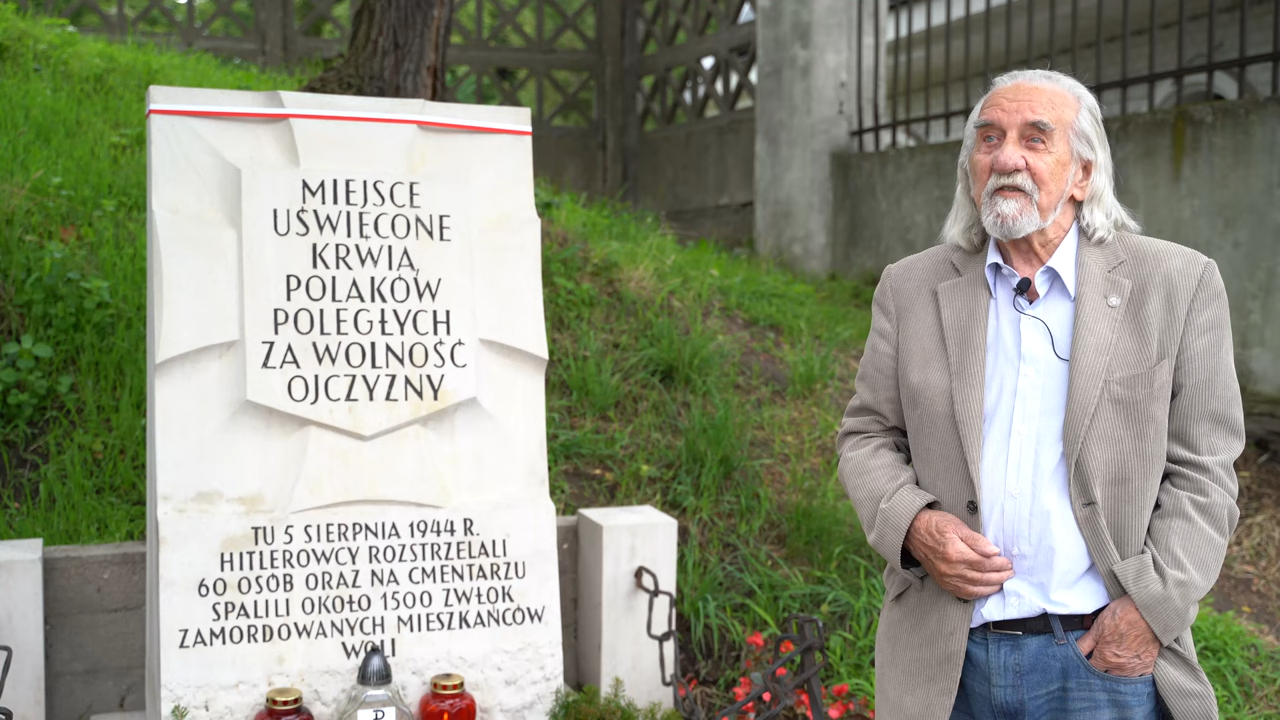 MIEJSCE
UŚWIĘCONE
KRWIĄ
POLAKÓW
POLEGŁYCH
ZA WOLNOŚĆ
OJCZYZNY
TU 5 SIERPNIA 1944 R.
HITLEROWCY ROZSTRZELALI
60 OSÓB ORAZ NA CMENTARZU
SPALILI OKOŁO 1500 ZWŁOK
ZAMORDOWANYCH MIESZKAŃCÓW
WOLI